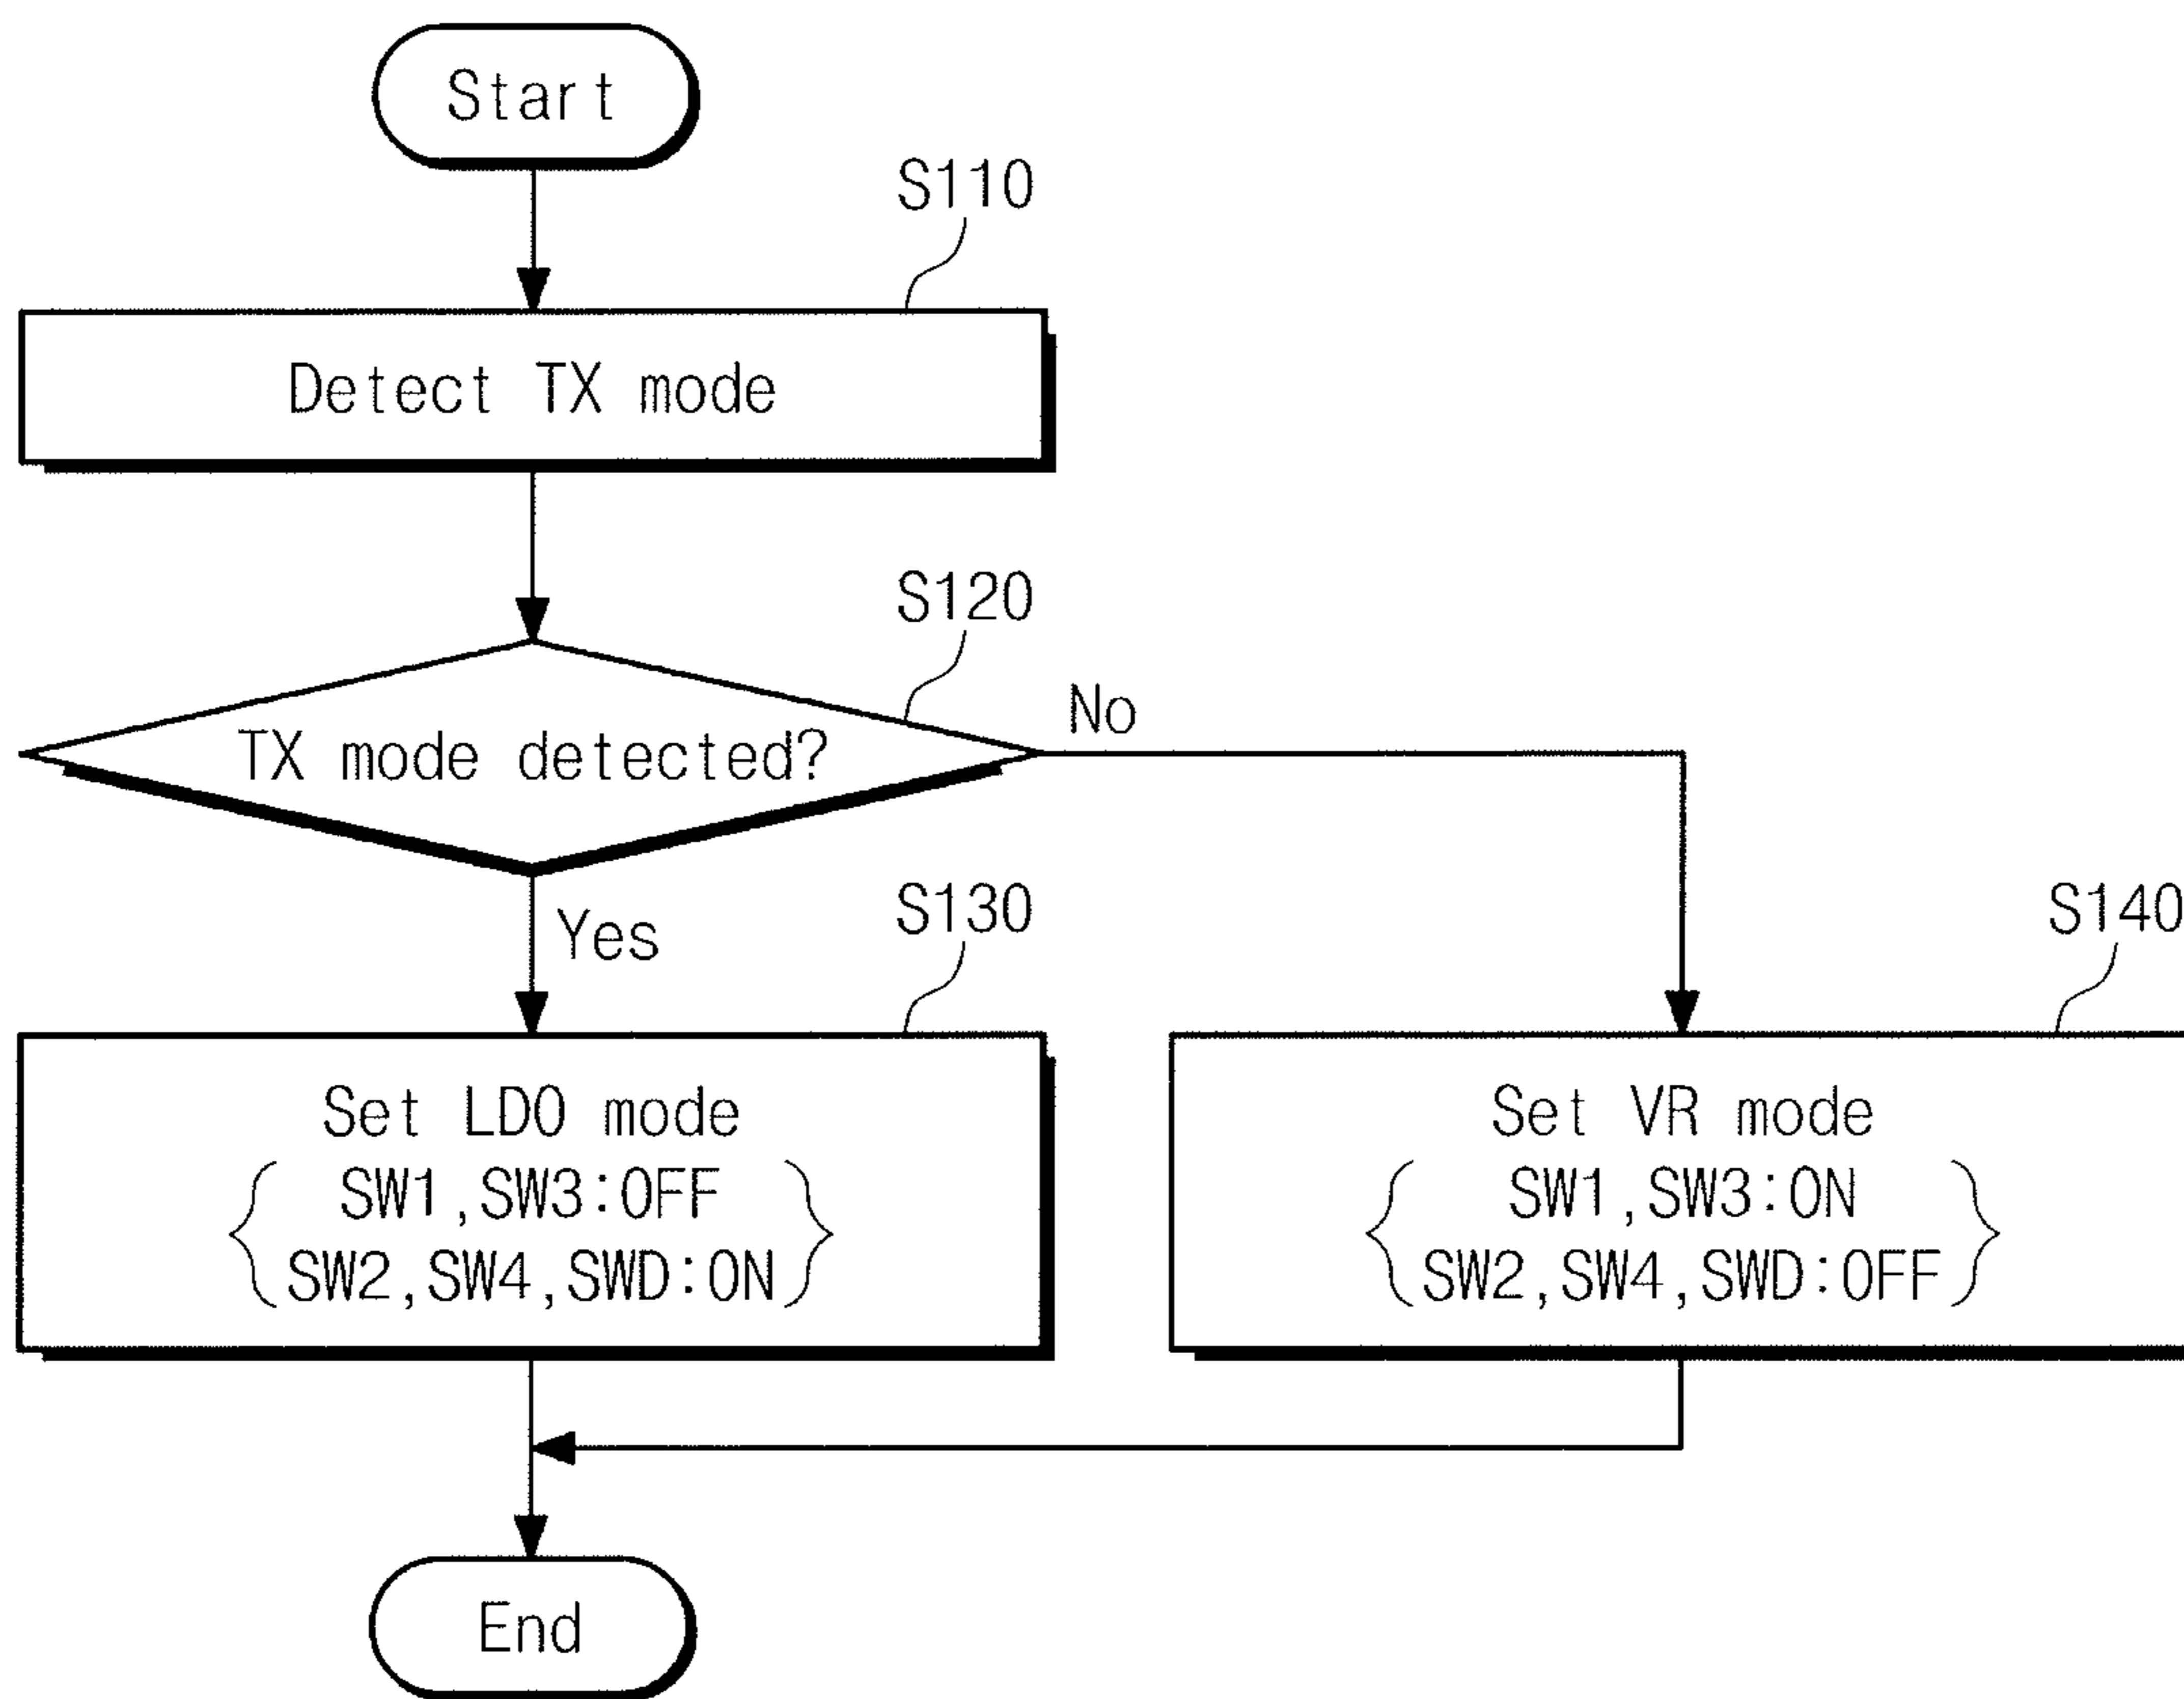 Start
S110
Detect TX mode
S120
TX mode detected?
No
Yes
S130
S140
Set LDO mode
SW1,SW3:OFF
SW2,SW4,SWD:ON
Set VR mode
SW1,SW3:ON
SW2,SW4,SWD:OFF
End